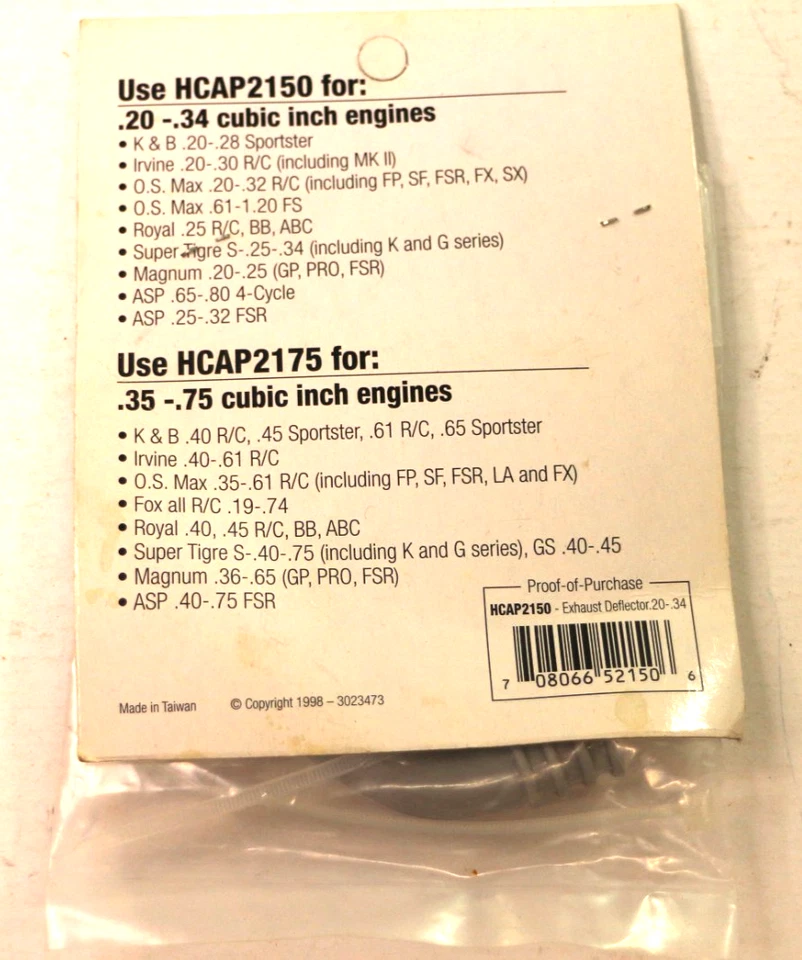 Use HCAP2150 for:
.20 -.34 cubic inch engines
• K & B .20-.28 Sportster
• Irvine .20-.30 R/C (including MK II)
• O.S. Max .20-.32 R/C (including FP, SF, FSR, FX, SX)
• O.S. Max .61-1.20 FS
• Royal .25 R/C, BB, ABC
• Super Tigre S-.25-.34 (including K and G series)
• Magnum .20-.25 (GP, PRO, FSR)
• ASP .65-.80 4-Cycle
• ASP .25-.32 FSR
Use HCAP2175 for:
.35 -.75 cubic inch engines
• K & B .40 R/C, .45 Sportster, .61 R/C, .65 Sportster
• Irvine .40-.61 R/C
• O.S. Max .35-.61 R/C (including FP, SF, FSR, LA and FX)
• Fox all R/C .19-.74
• Royal .40, .45 R/C, BB, ABC
• Super Tigre S-.40-.75 (including K and G series), GS .40-.45
• Magnum .36-.65 (GP, PRO, FSR)
• ASP .40-.75 FSR
Proof-of-Purchase
HCAP2150 - Exhaust Deflector.20-.34
7 08066 52150 6
Made in Taiwan © Copyright 1998 – 3023473